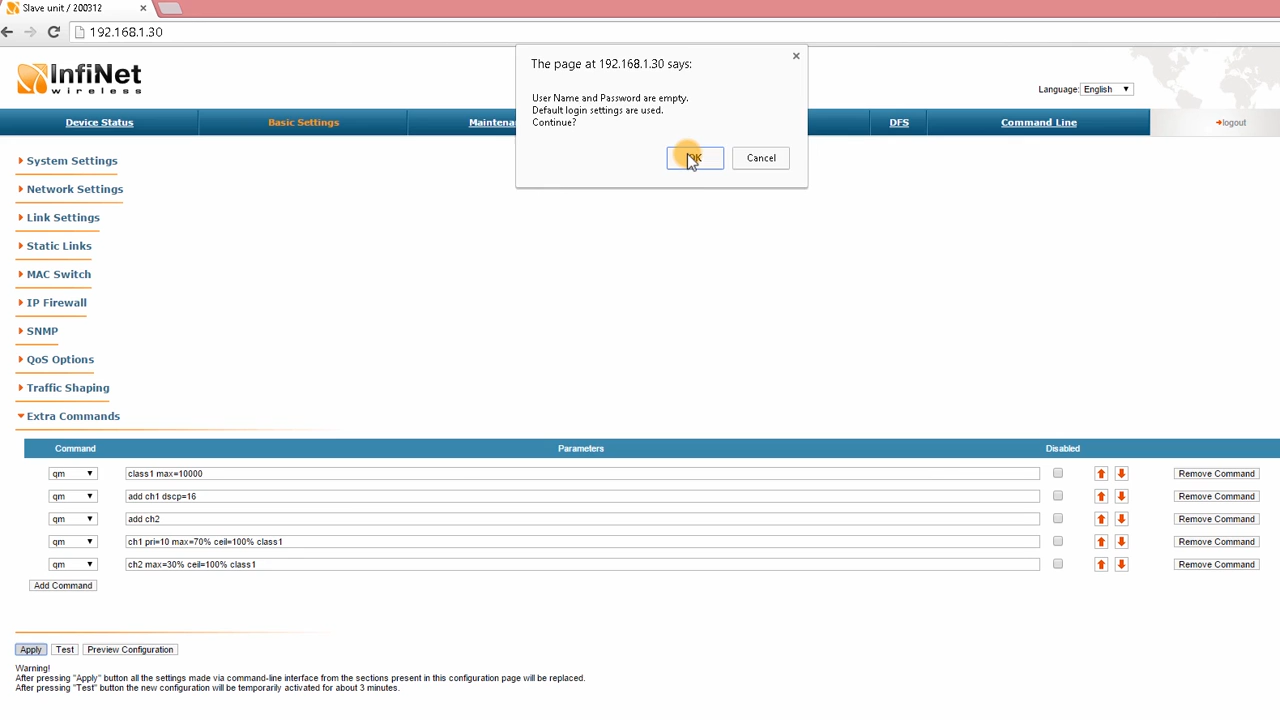 Slave unit / 200312
192.168.1.30
The page at 192.168.1.30 says:
User Name and Password are empty.
Default login settings are used.
Continue?
Cancel
InfiNet
wireless
Language: English
Device Status
Basic Settings
DFS
Command Line
logout
System Settings
Network Settings
Link Settings
Static Links
MAC Switch
IP Firewall
SNMP
QoS Options
Traffic Shaping
Extra Commands
Command Parameters Disabled
qm class1 max=10000 Remove Command
qm add ch1 dscp=16 Remove Command
qm add ch2 Remove Command
qm ch1 pri=10 max=70% ceil=100% class1 Remove Command
qm ch2 max=30% ceil=100% class1 Remove Command
Add Command
Apply Test Preview Configuration
Warning!
After pressing "Apply" button all the settings made via command-line interface from the sections present in this configuration page will be replaced.
After pressing "Test" button the new configuration will be temporarily activated for about 3 minutes.